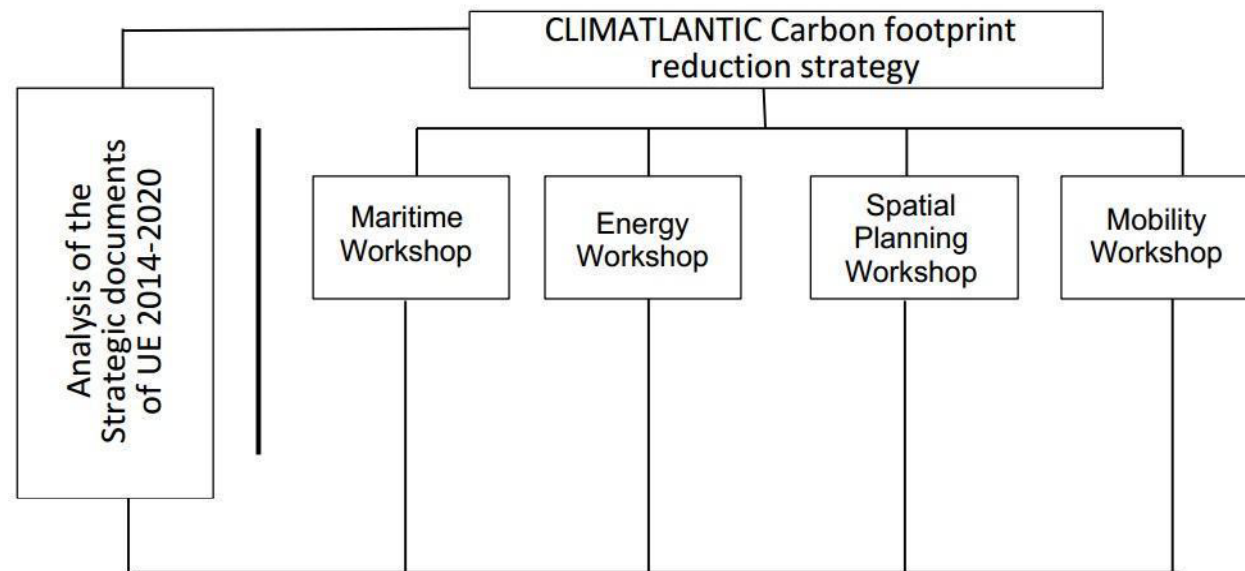 CLIMATLANTIC Carbon footprint
reduction strategy
Analysis of the
Strategic documents
of UE 2014-2020
Maritime
Workshop
Energy
Workshop
Spatial
Planning
Workshop
Mobility
Workshop